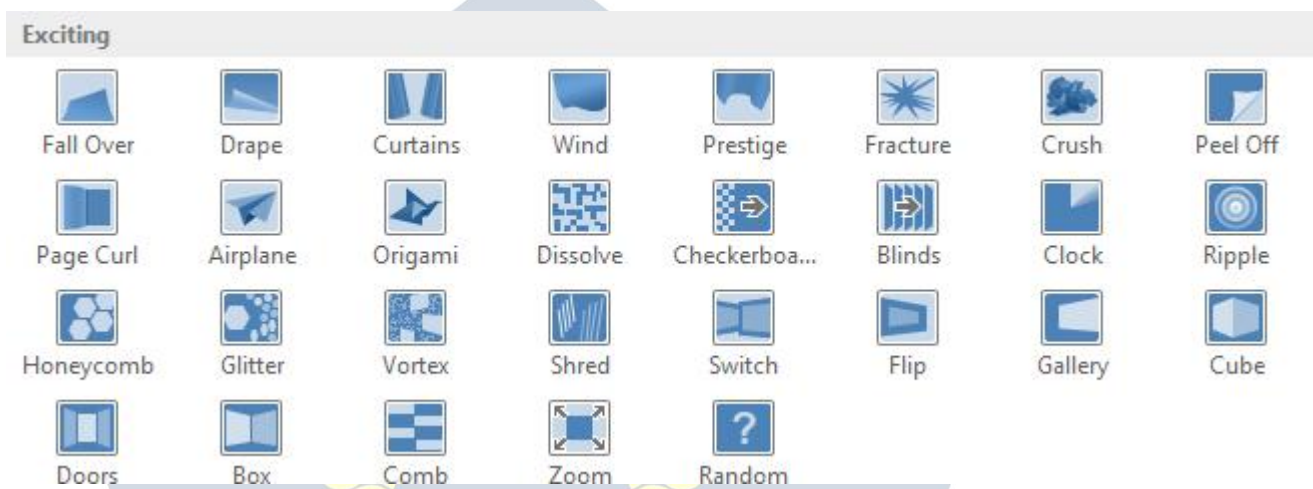 Exciting
Fall Over Drape Curtains Wind Prestige Fracture Crush Peel Off
Page Curl Airplane Origami Dissolve Checkerboa... Blinds Clock Ripple
Honeycomb Glitter Vortex Shred Switch Flip Gallery Cube
?
Doors Box Comb Zoom Random